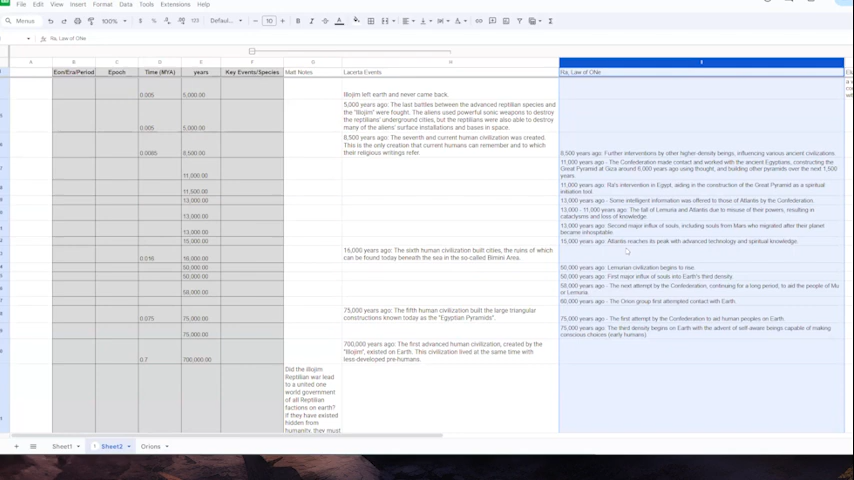 File Edit View Insert Format Data Tools Extensions Help
Menus 100% $ % Defaul... 10
Ra, Law of ONe
A B C D E F G H I
Eon/Era/Period Epoch Time (MYA) years Key Events/Species Matt Notes Lacerta Events Ra, Law of ONe
0.005 5,000.00 Illojim left earth and never came back.
5,000 years ago: The last battles between the advanced reptilian species and
the "Illojim" were fought. The aliens used powerful sonic weapons to destroy
the reptilians' underground cities, but the reptilians were also able to destroy
0.005 5,000.00 many of the aliens' surface installations and bases in space.
8,500 years ago: The seventh and current human civilization was created.
This is the only creation that current humans can remember and to which
0.0085 8,500.00 their religious writings refer. 8,500 years ago: Further interventions by other higher-density beings, influencing various ancient civilizations.
11,000 years ago - The Confederation made contact and worked with the ancient Egyptians, constructing the
Great Pyramid at Giza around 6,000 years ago using thought, and building other pyramids over the next 1,500
11,000.00 years.
11,000 years ago: Ra's intervention in Egypt, aiding in the construction of the Great Pyramid as a spiritual
11,500.00 initiation tool.
13,000.00 13,000 years ago - Some intelligent information was offered to those of Atlantis by the Confederation.
13,000 - 11,000 years ago: The fall of Lemuria and Atlantis due to misuse of their powers, resulting in
13,000.00 cataclysms and loss of knowledge.
13,000 years ago: Second major influx of souls, including souls from Mars who migrated after their planet
13,000.00 became inhospitable.
15,000.00 15,000 years ago: Atlantis reaches its peak with advanced technology and spiritual knowledge.
16,000 years ago: The sixth human civilization built cities, the ruins of which
0.016 16,000.00 can be found today beneath the sea in the so-called Bimini Area.
50,000.00 50,000 years ago: Lemurian civilization begins to rise.
50,000.00 50,000 years ago: First major influx of souls into Earth's third density.
58,000 years ago - The next attempt by the Confederation, continuing for a long period, to aid the people of Mu
58,000.00 or Lemuria.
60,000 years ago: The Orion group first attempted contact with Earth.
75,000 years ago: The fifth human civilization built the large triangular
0.075 75,000.00 constructions known today as the "Egyptian Pyramids". 75,000 years ago - The first attempt by the Confederation to aid human peoples on Earth.
75,000 years ago: The third density begins on Earth with the advent of self-aware beings capable of making
75,000.00 conscious choices (early humans)
700,000 years ago: The first advanced human civilization, created by the
"Illojim", existed on Earth. This civilization lived at the same time with
0.7 700,000.00 less-developed pre-humans.
Did the illojim
Reptilian war lead
to a united one
world government
of all Reptilian
factions on earth?
If they have existed
hidden from
humanity, they must
Sheet1 1 Sheet2 Orions